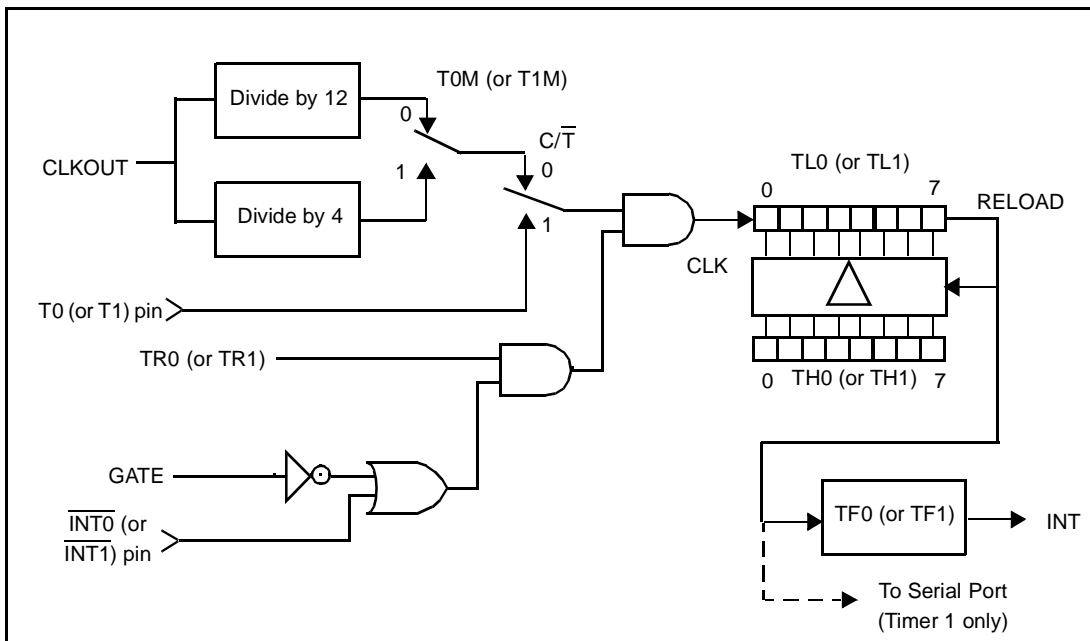 T0M (or T1M)
Divide by 12
0
C/T̅
CLKOUT
1
0
TL0 (or TL1)
0 7
RELOAD
Divide by 4
1
CLK
T0 (or T1) pin
TR0 (or TR1)
0 TH0 (or TH1) 7
GATE
I̅N̅T̅0̅ (or
I̅N̅T̅1̅) pin
TF0 (or TF1)
INT
To Serial Port
(Timer 1 only)